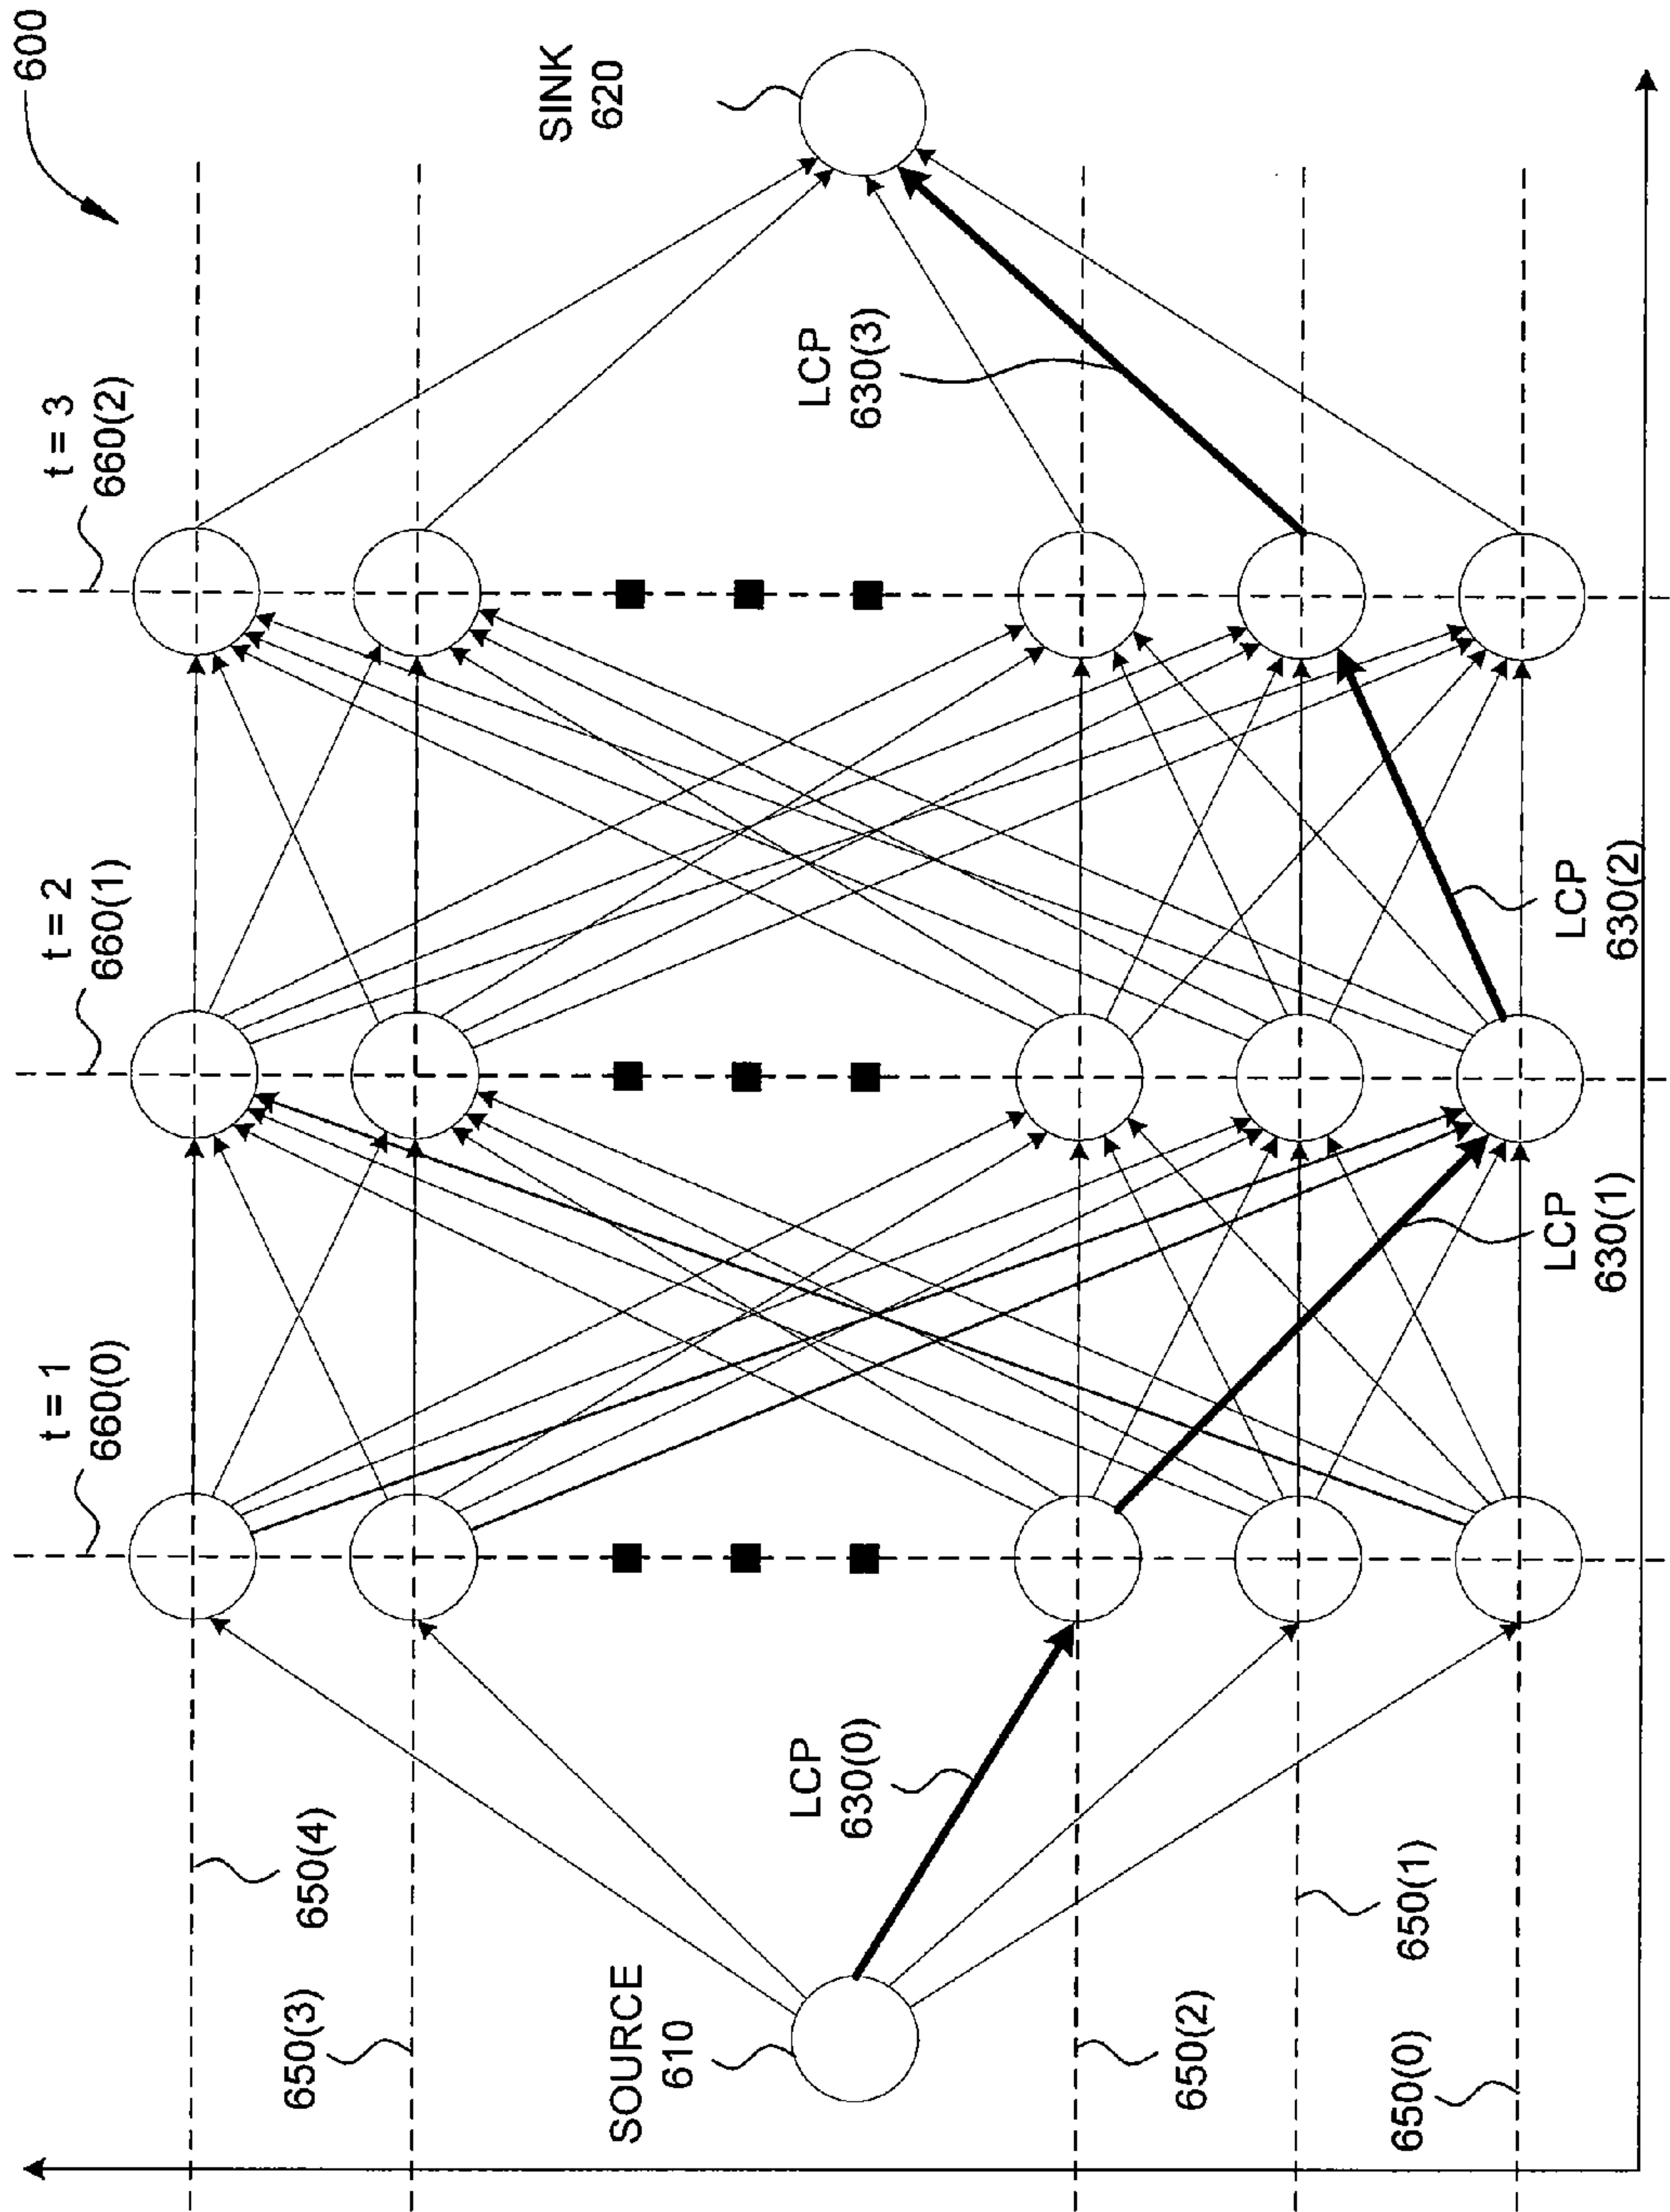 600
t = 1
660(0)
t = 2
660(1)
t = 3
660(2)
650(4)
650(3)
SOURCE
610
SINK
620
LCP
630(0)
LCP
630(3)
650(2)
650(1)
650(0)
LCP
630(1)
LCP
630(2)